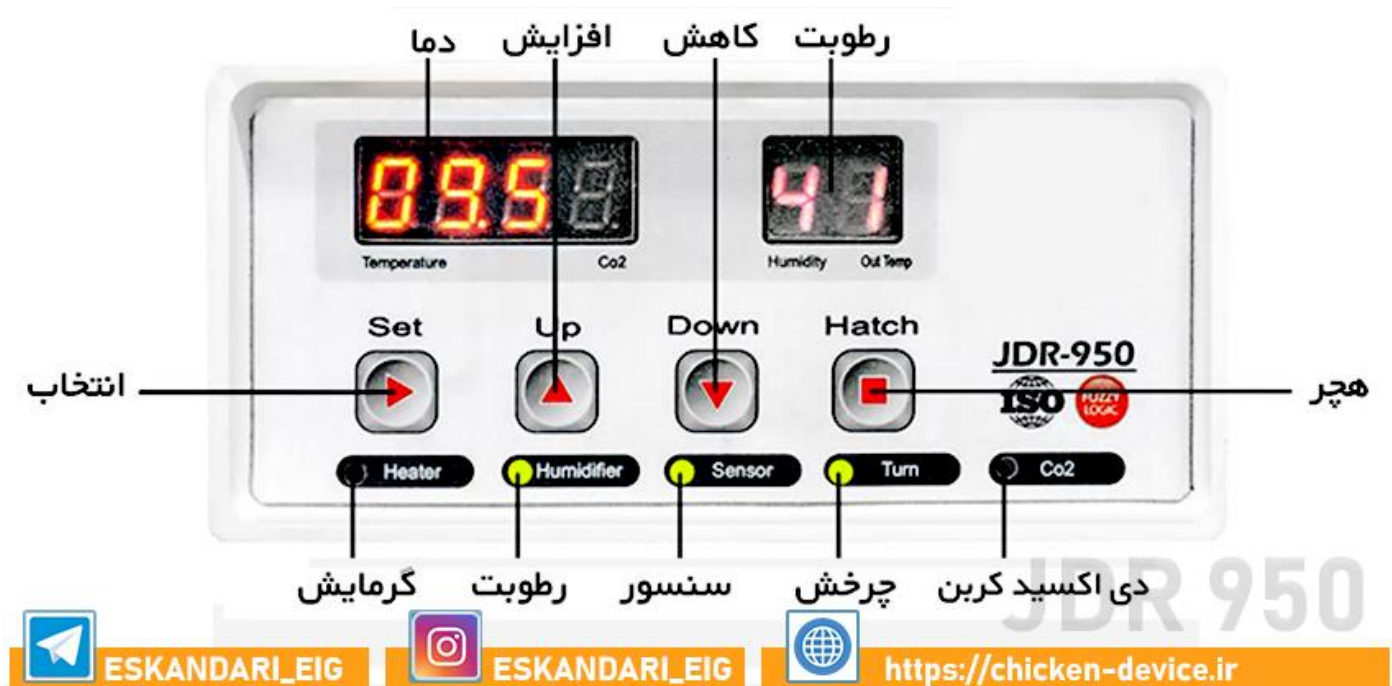 دما افزایش کاهش رطوبت
03.5 41
Temperature Co2 Humidity Out Temp
Set Up Down Hatch
JDR-950
انتخاب هچر
ISO FUZZY LOGIC
Heater Humidifier Sensor Turn Co2
گرمایش رطوبت سنسور چرخش دی اکسید کربن
JDR 950
ESKANDARI_EIG ESKANDARI_EIG https://chicken-device.ir